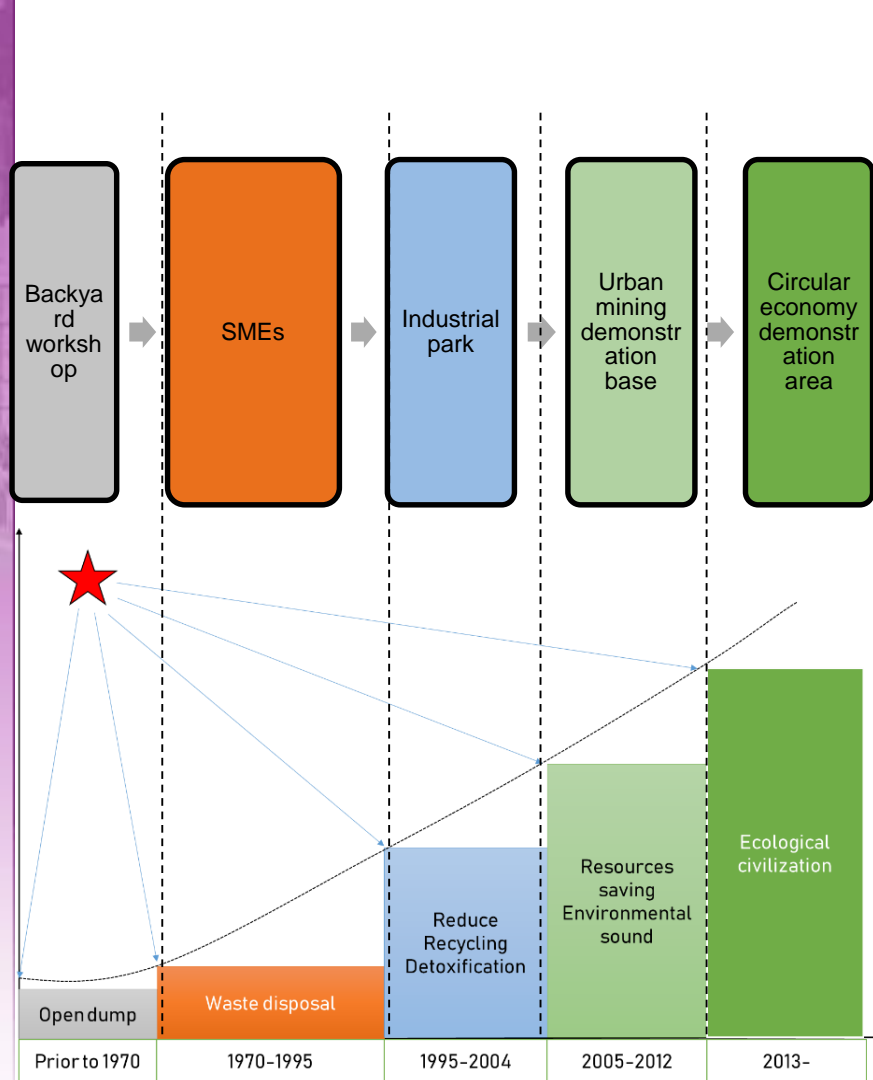 Backya
rd
worksh
op
SMEs
Industrial
park
Urban
mining
demonstr
ation
base
Circular
economy
demonstr
ation
area
Open dump
Waste disposal
Reduce
Recycling
Detoxification
Resources
saving
Environmental
sound
Ecological
civilization
Prior to 1970
1970-1995
1995-2004
2005-2012
2013-